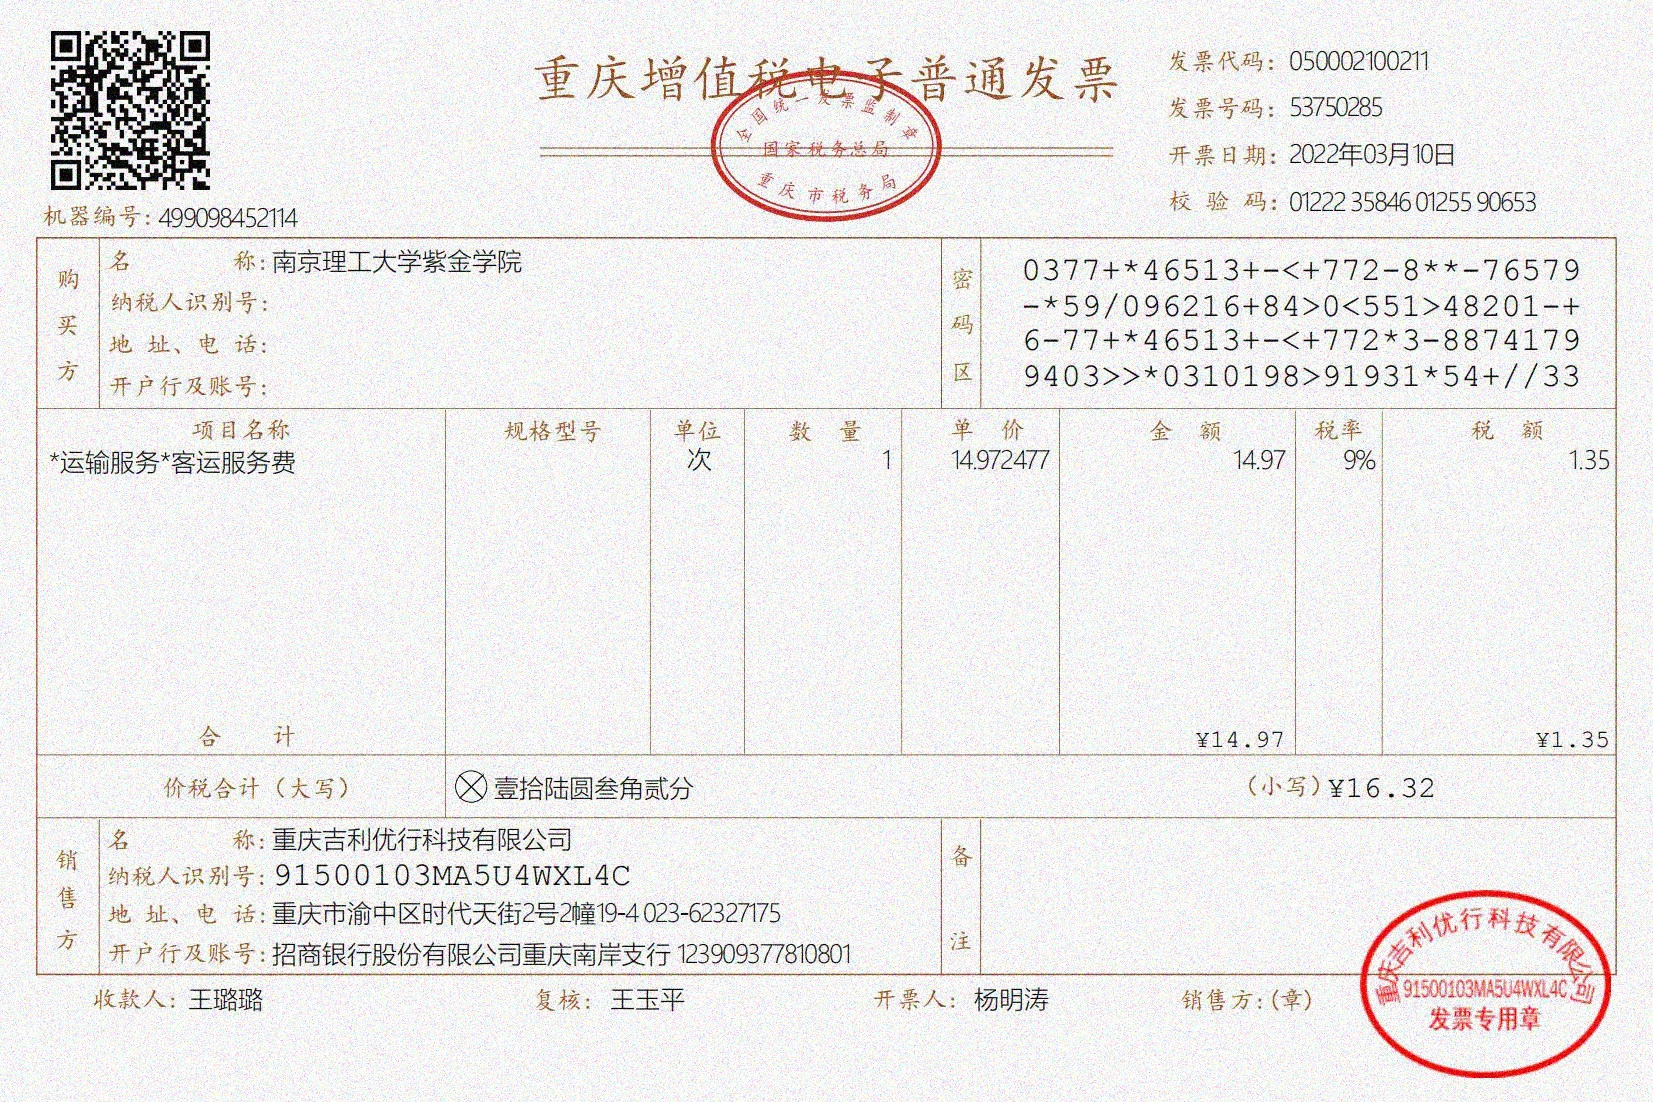 重庆增值税电子普通发票
全国统一发票监制章
国家税务总局
重庆市税务局
发票代码：050002100211
发票号码：53750285
开票日期：2022年03月10日
校 验 码：01222 35846 01255 90653
机器编号：499098452114
购买方
名 称：南京理工大学紫金学院
纳税人识别号：
地 址、电 话：
开户行及账号：
密码区
0377+*46513+-<+772-8**-76579
-*59/096216+84>0<551>48201-+
6-77+*46513+-<+772*3-8874179
9403>>*0310198>91931*54+//33
项目名称 规格型号 单位 数 量 单 价 金 额 税率 税 额
*运输服务*客运服务费 次 1 14.972477 14.97 9% 1.35
合 计 ¥14.97 ¥1.35
价税合计（大写） ⊗壹拾陆圆叁角贰分 （小写）¥16.32
销售方
名 称：重庆吉利优行科技有限公司
纳税人识别号：91500103MA5U4WXL4C
地 址、电 话：重庆市渝中区时代天街2号2幢19-4 023-62327175
开户行及账号：招商银行股份有限公司重庆南岸支行 123909377810801
备注
收款人：王璐璐 复核：王玉平 开票人：杨明涛 销售方：（章）
重庆吉利优行科技有限公司
91500103MA5U4WXL4C
发票专用章